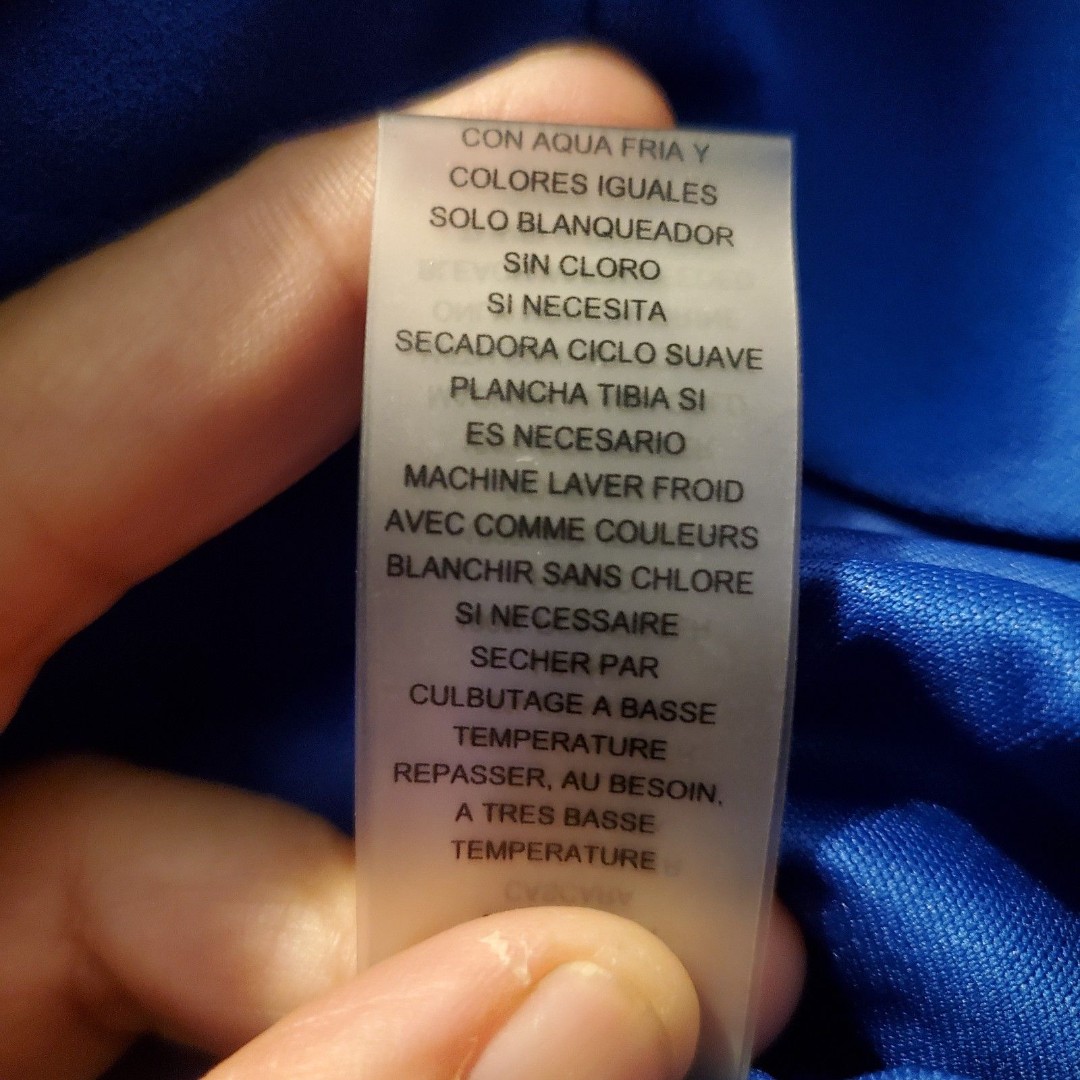 CON AQUA FRIA Y
COLORES IGUALES
SOLO BLANQUEADOR
SIN CLORO
SI NECESITA
SECADORA CICLO SUAVE
PLANCHA TIBIA SI
ES NECESARIO
MACHINE LAVER FROID
AVEC COMME COULEURS
BLANCHIR SANS CHLORE
SI NECESSAIRE
SECHER PAR
CULBUTAGE A BASSE
TEMPERATURE
REPASSER, AU BESOIN.
A TRES BASSE
TEMPERATURE